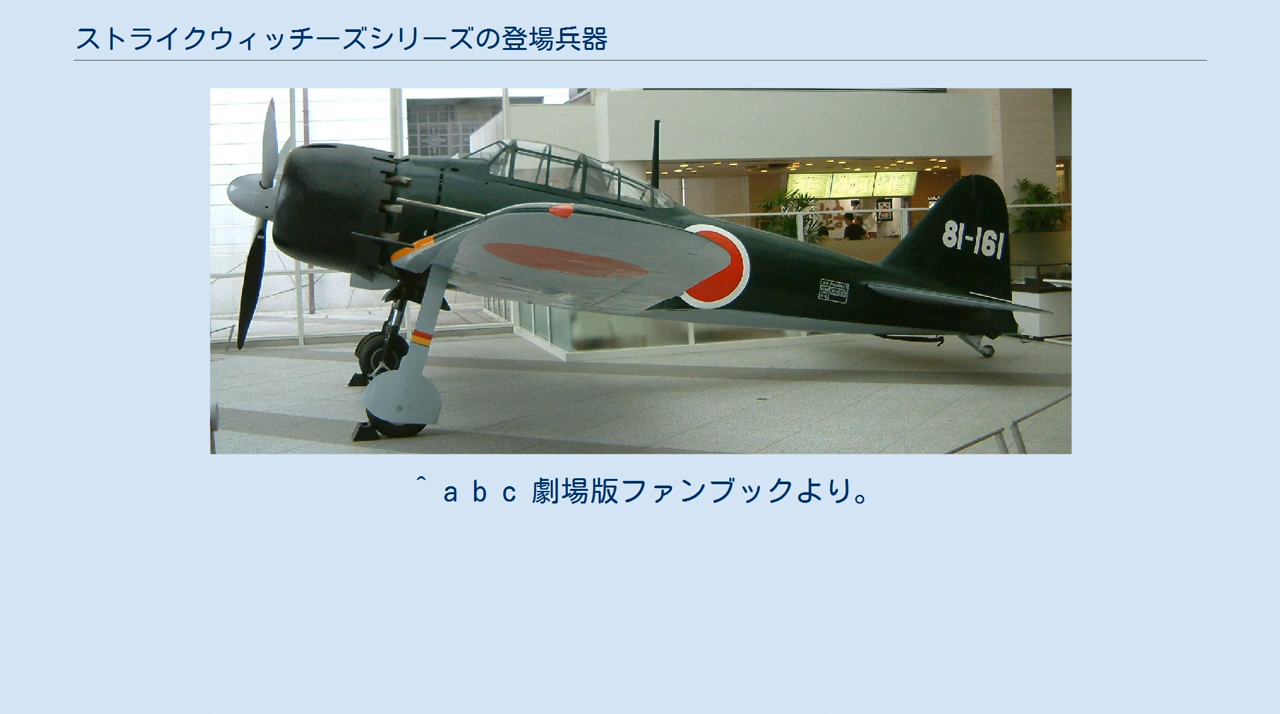 ストライクウィッチーズシリーズの登場兵器
81-161
^ a b c 劇場版ファンブックより。